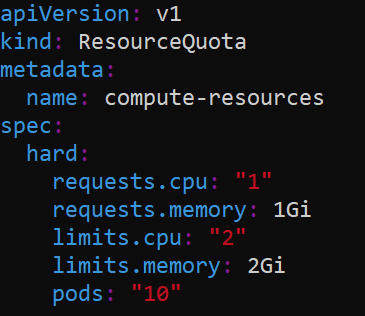 apiVersion: v1
kind: ResourceQuota
metadata:
  name: compute-resources
spec:
  hard:
    requests.cpu: "1"
    requests.memory: 1Gi
    limits.cpu: "2"
    limits.memory: 2Gi
    pods: "10"